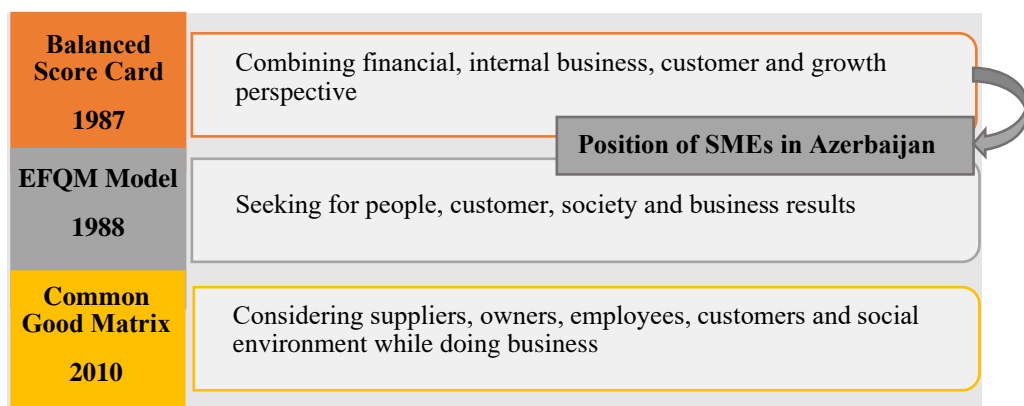 Balanced
Score Card
1987
Combining financial, internal business, customer and growth
perspective
Position of SMEs in Azerbaijan
EFQM Model
1988
Seeking for people, customer, society and business results
Common
Good Matrix
2010
Considering suppliers, owners, employees, customers and social
environment while doing business